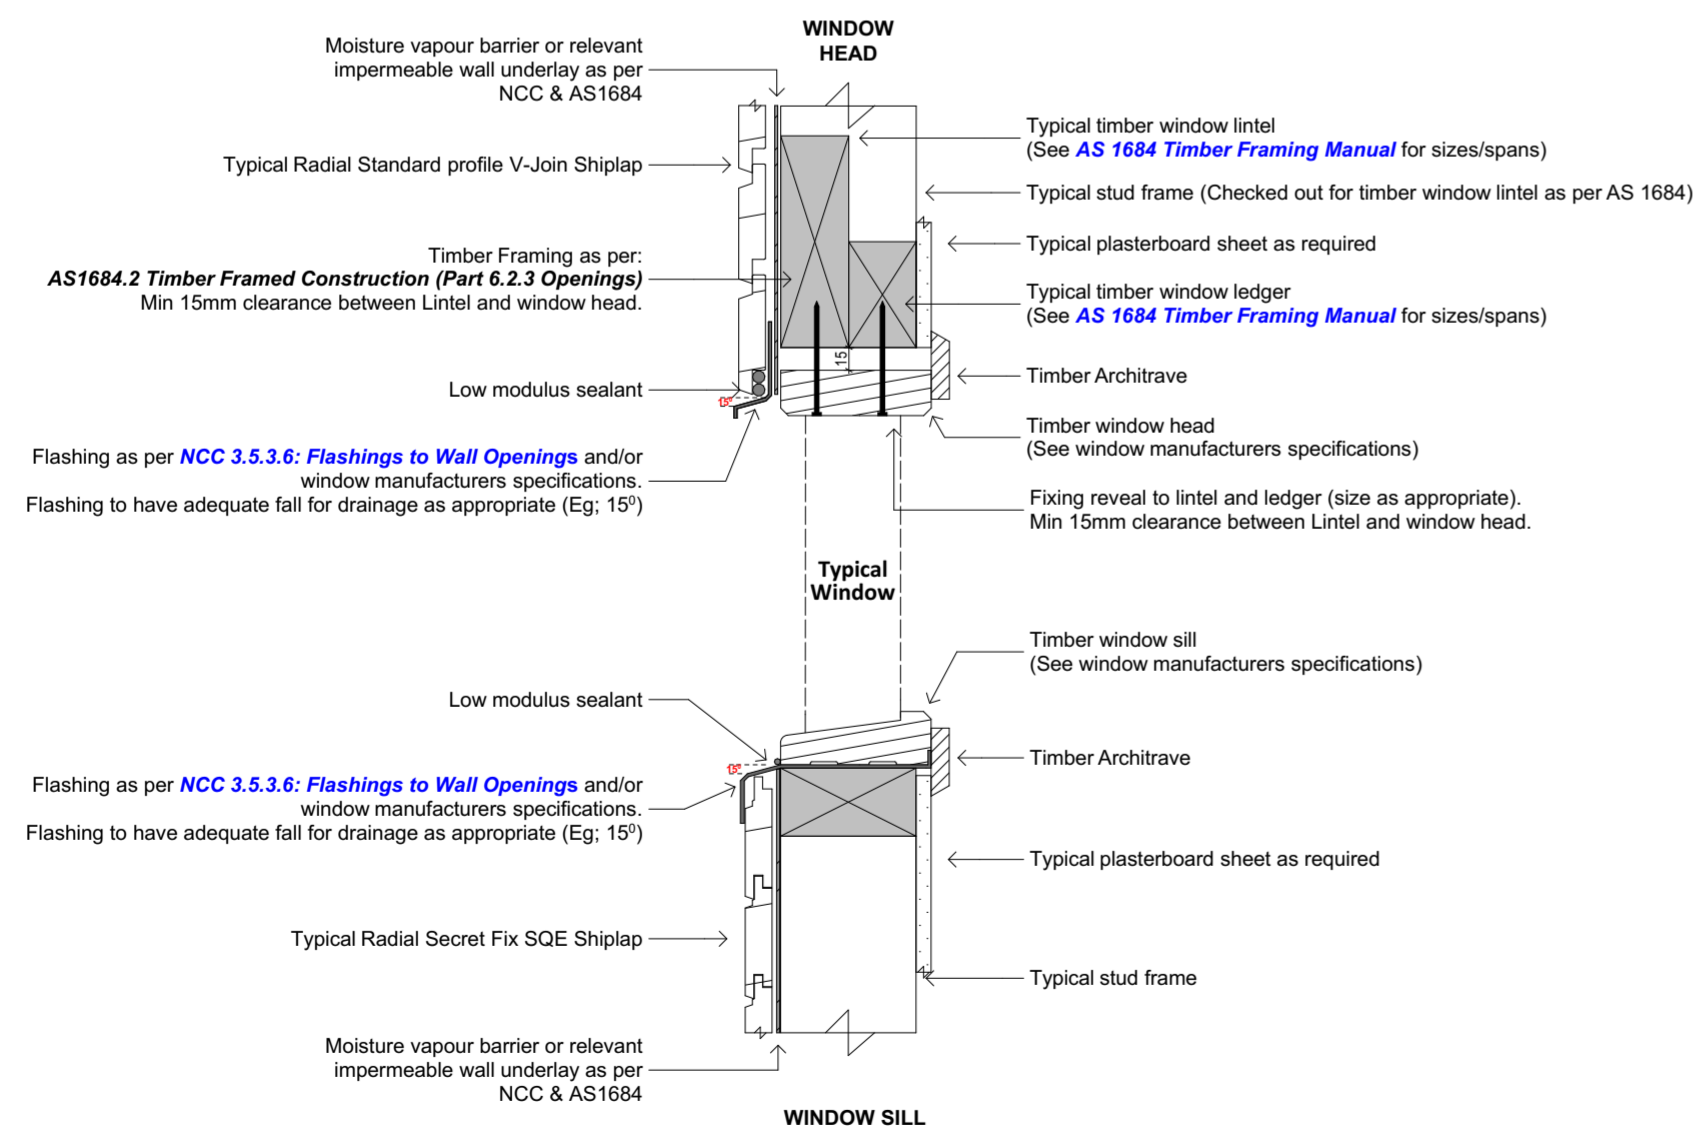 WINDOW
HEAD
Moisture vapour barrier or relevant
impermeable wall underlay as per
NCC & AS1684
Typical Radial Standard profile V-Join Shiplap
Timber Framing as per:
AS1684.2 Timber Framed Construction (Part 6.2.3 Openings)
Min 15mm clearance between Lintel and window head.
Low modulus sealant
15°
Flashing as per NCC 3.5.3.6: Flashings to Wall Openings and/or
window manufacturers specifications.
Flashing to have adequate fall for drainage as appropriate (Eg; 15⁰)
Typical timber window lintel
(See AS 1684 Timber Framing Manual for sizes/spans)
Typical stud frame (Checked out for timber window lintel as per AS 1684)
Typical plasterboard sheet as required
Typical timber window ledger
(See AS 1684 Timber Framing Manual for sizes/spans)
15
Timber Architrave
Timber window head
(See window manufacturers specifications)
Fixing reveal to lintel and ledger (size as appropriate).
Min 15mm clearance between Lintel and window head.
Typical
Window
Low modulus sealant
15°
Flashing as per NCC 3.5.3.6: Flashings to Wall Openings and/or
window manufacturers specifications.
Flashing to have adequate fall for drainage as appropriate (Eg; 15⁰)
Typical Radial Secret Fix SQE Shiplap
Moisture vapour barrier or relevant
impermeable wall underlay as per
NCC & AS1684
Timber window sill
(See window manufacturers specifications)
Timber Architrave
Typical plasterboard sheet as required
Typical stud frame
WINDOW SILL